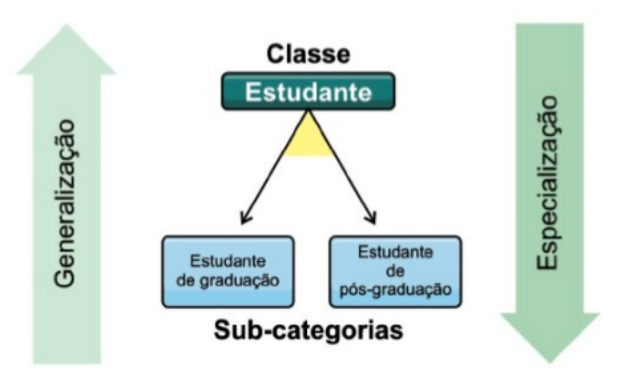 Classe
Estudante
Generalização
Especialização
Estudante
de graduação
Estudante
de
pós-graduação
Sub-categorias